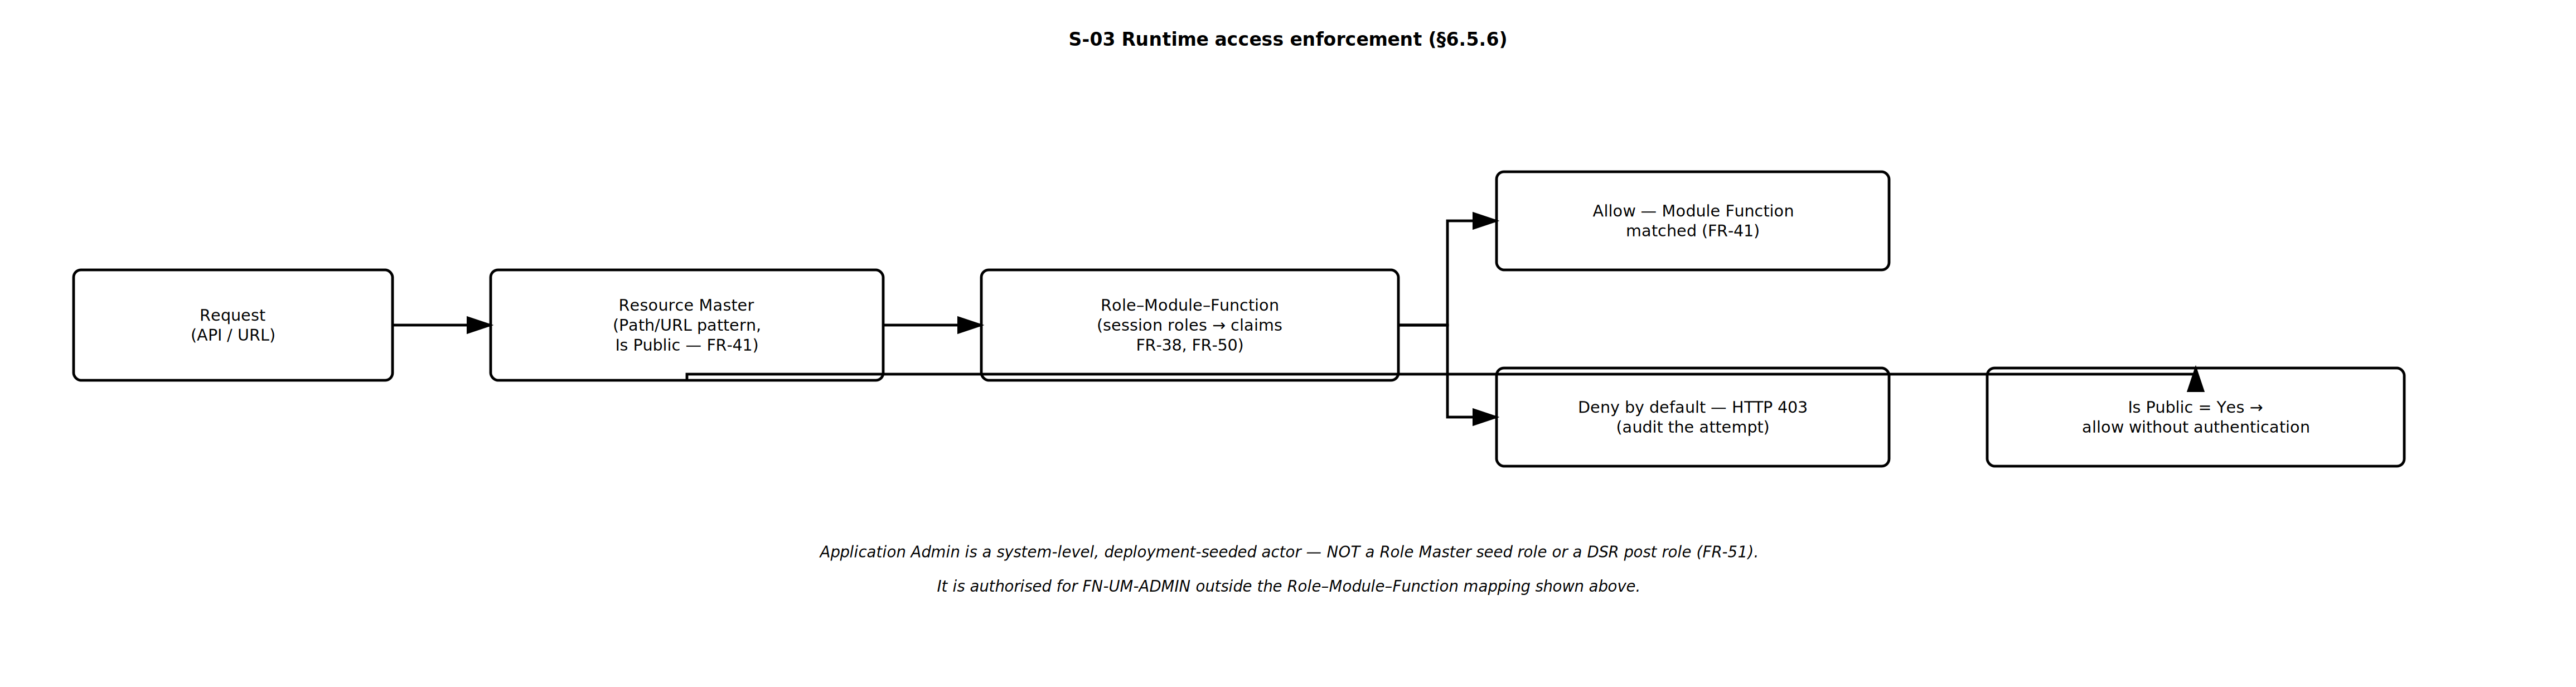 S-03 Runtime access enforcement (§6.5.6)
Request
(API / URL)
Resource Master
(Path/URL pattern,
Is Public — FR-41)
Role–Module–Function
(session roles → claims
FR-38, FR-50)
Allow — Module Function
matched (FR-41)
Deny by default — HTTP 403
(audit the attempt)
Is Public = Yes →
allow without authentication
Application Admin is a system-level, deployment-seeded actor — NOT a Role Master seed role or a DSR post role (FR-51).
It is authorised for FN-UM-ADMIN outside the Role–Module–Function mapping shown above.